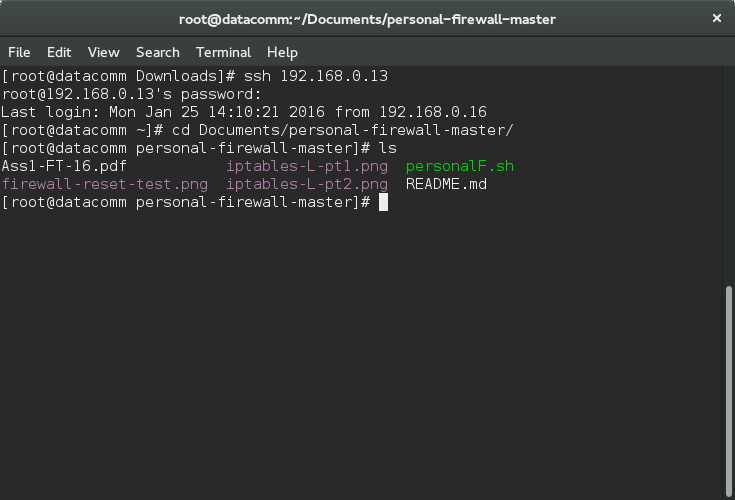 root@datacomm:~/Documents/personal-firewall-master ×
File Edit View Search Terminal Help
[root@datacomm Downloads]# ssh 192.168.0.13
root@192.168.0.13's password:
Last login: Mon Jan 25 14:10:21 2016 from 192.168.0.16
[root@datacomm ~]# cd Documents/personal-firewall-master/
[root@datacomm personal-firewall-master]# ls
Ass1-FT-16.pdf iptables-L-pt1.png personalF.sh
firewall-reset-test.png iptables-L-pt2.png README.md
[root@datacomm personal-firewall-master]#